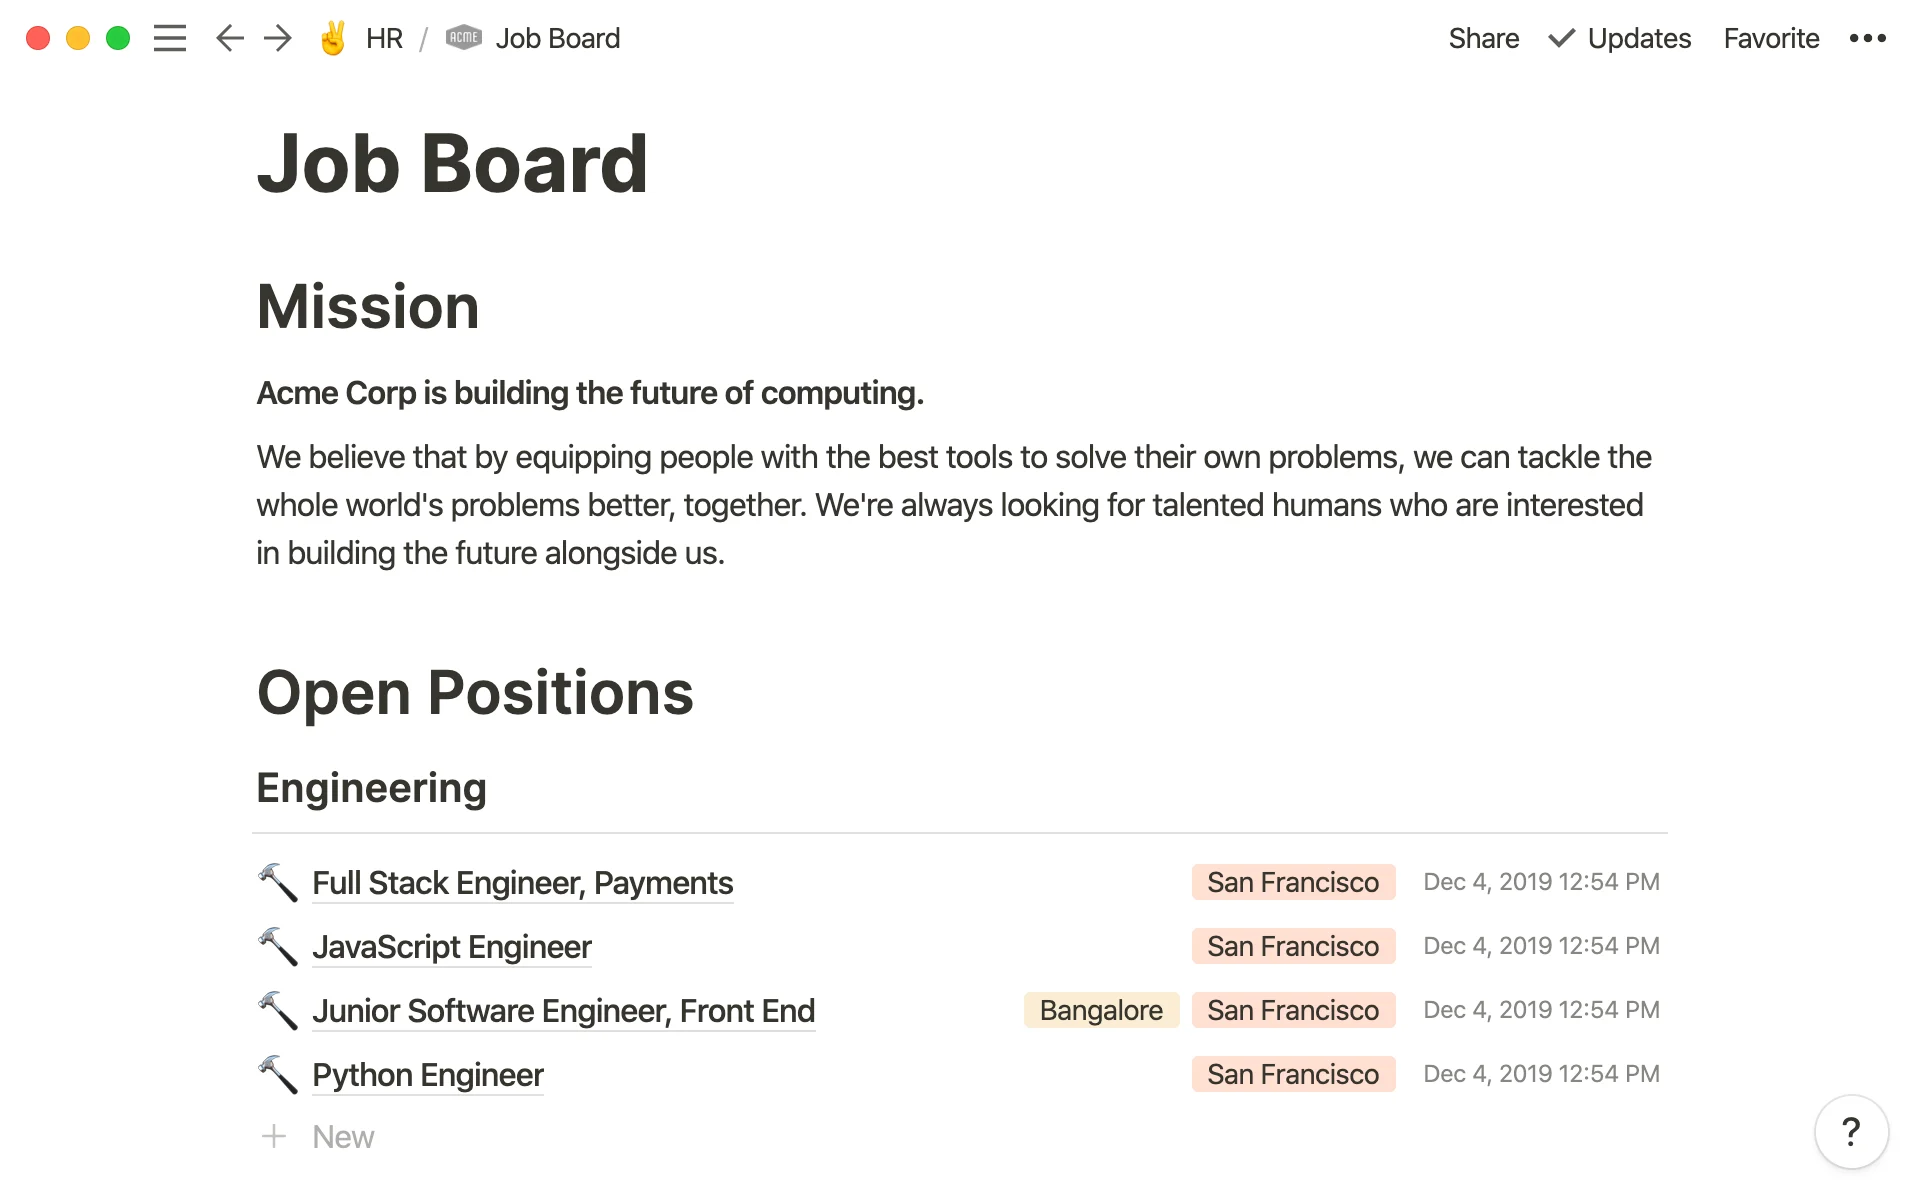 HR / ACME Job Board
Share Updates Favorite
Job Board
Mission
Acme Corp is building the future of computing.
We believe that by equipping people with the best tools to solve their own problems, we can tackle the
whole world's problems better, together. We're always looking for talented humans who are interested
in building the future alongside us.
Open Positions
Engineering
Full Stack Engineer, Payments San Francisco Dec 4, 2019 12:54 PM
JavaScript Engineer San Francisco Dec 4, 2019 12:54 PM
Junior Software Engineer, Front End Bangalore San Francisco Dec 4, 2019 12:54 PM
Python Engineer San Francisco Dec 4, 2019 12:54 PM
+ New
?